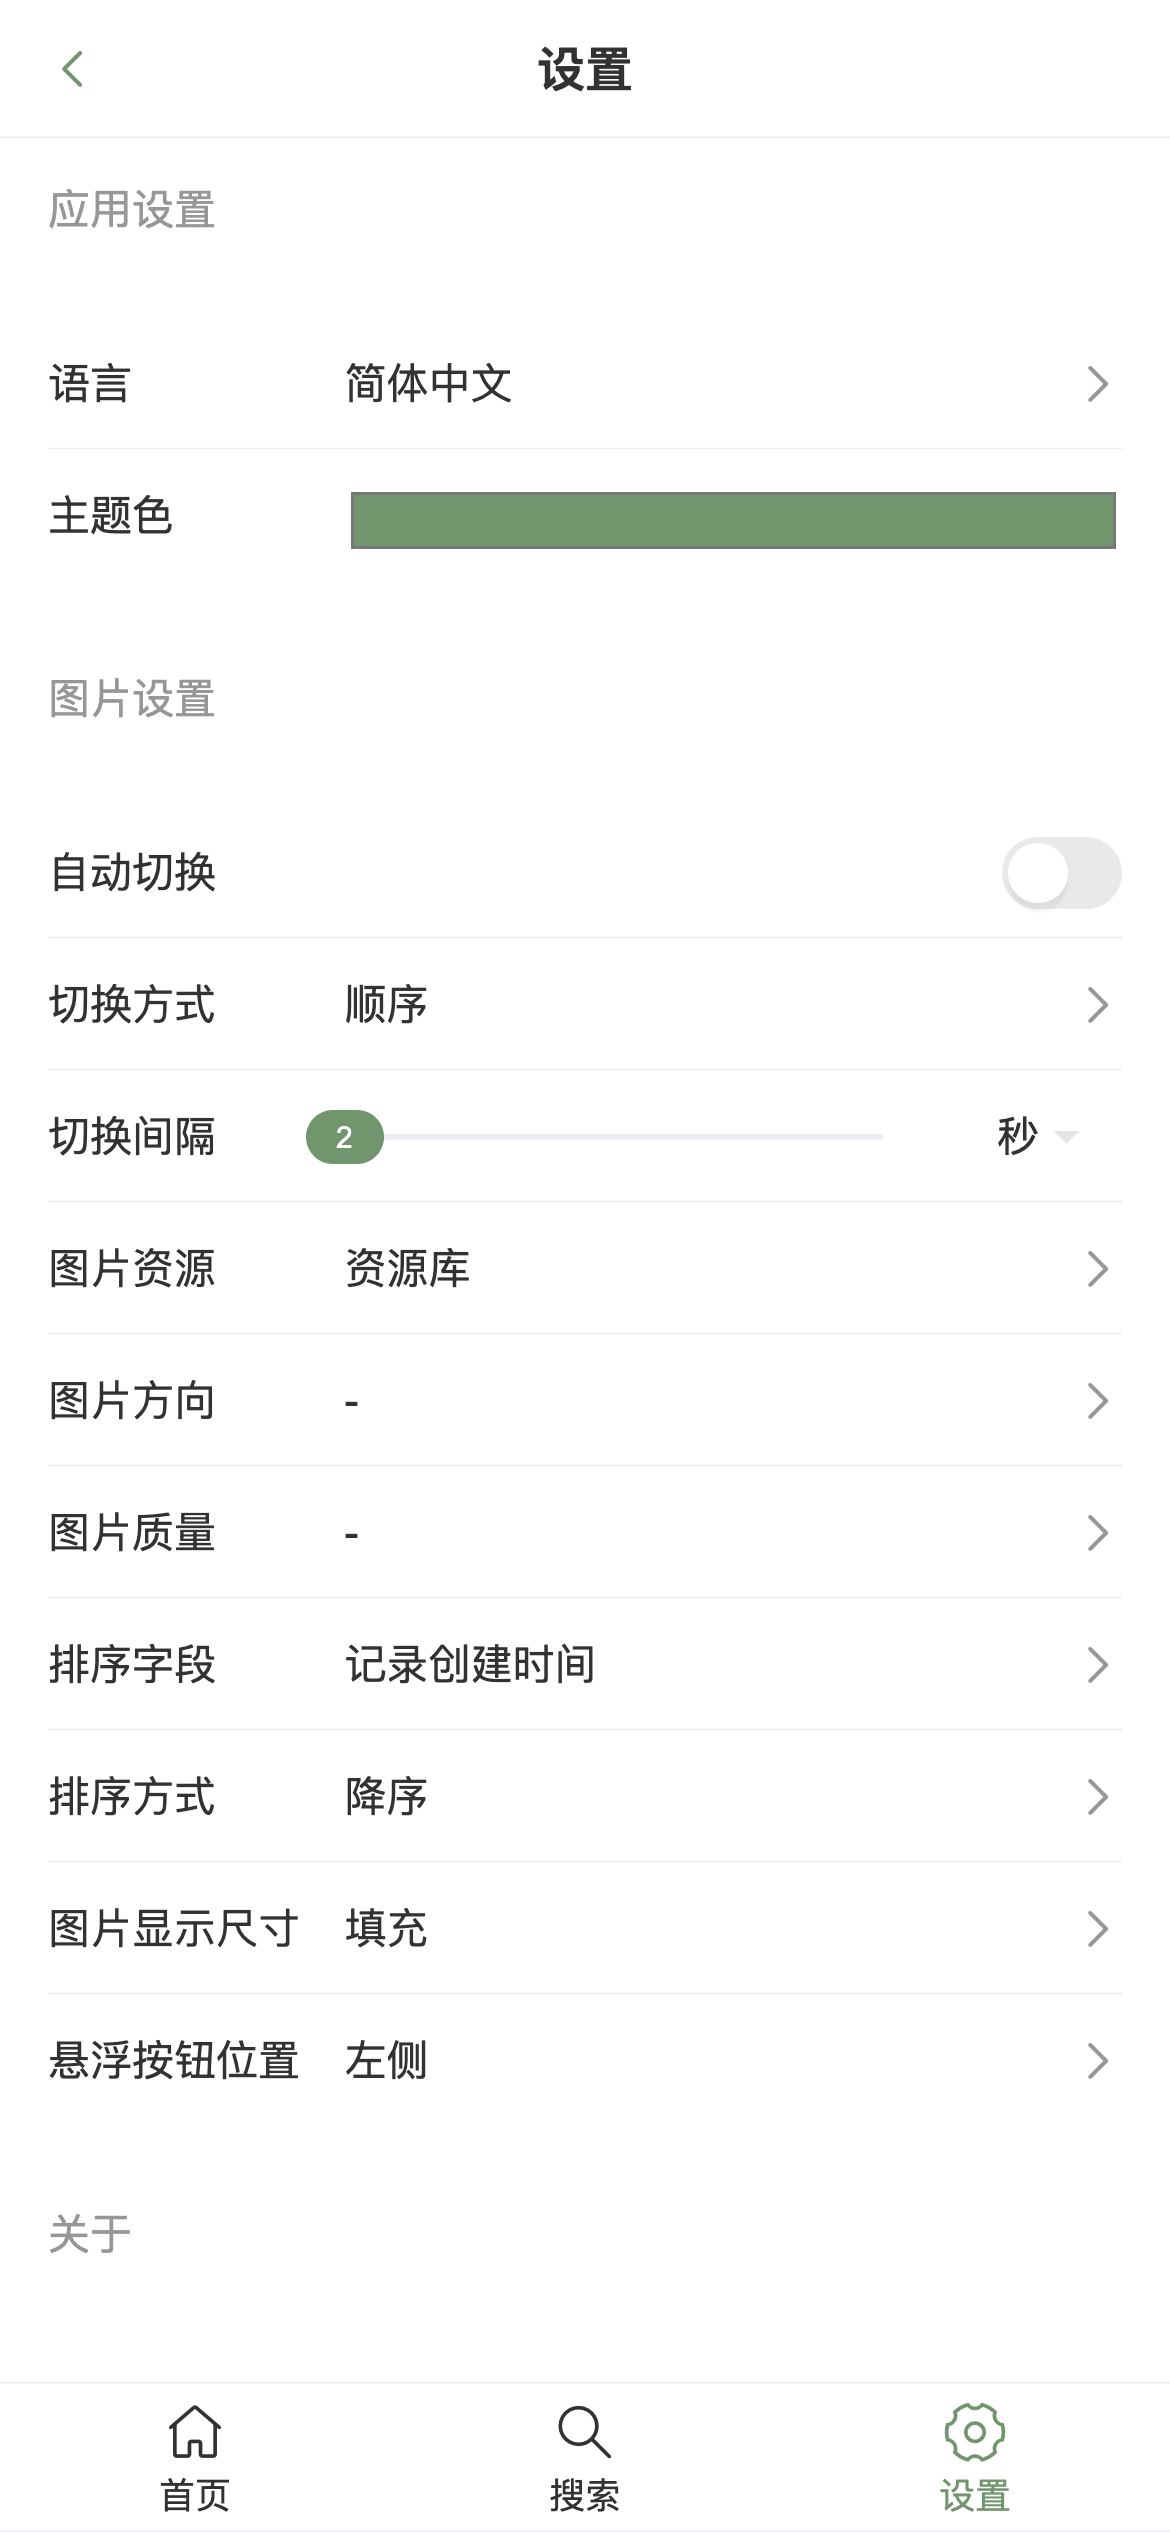 设置
应用设置
语言 简体中文
主题色
图片设置
自动切换
切换方式 顺序
切换间隔 2 秒
图片资源 资源库
图片方向 -
图片质量 -
排序字段 记录创建时间
排序方式 降序
图片显示尺寸 填充
悬浮按钮位置 左侧
关于
首页 搜索 设置